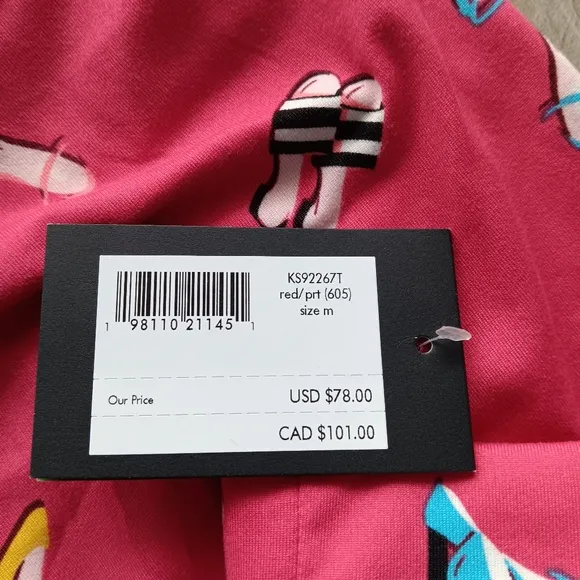 KS92267T
red/prt (605)
size m
1 98110 21145 1
Our Price USD $78.00
CAD $101.00